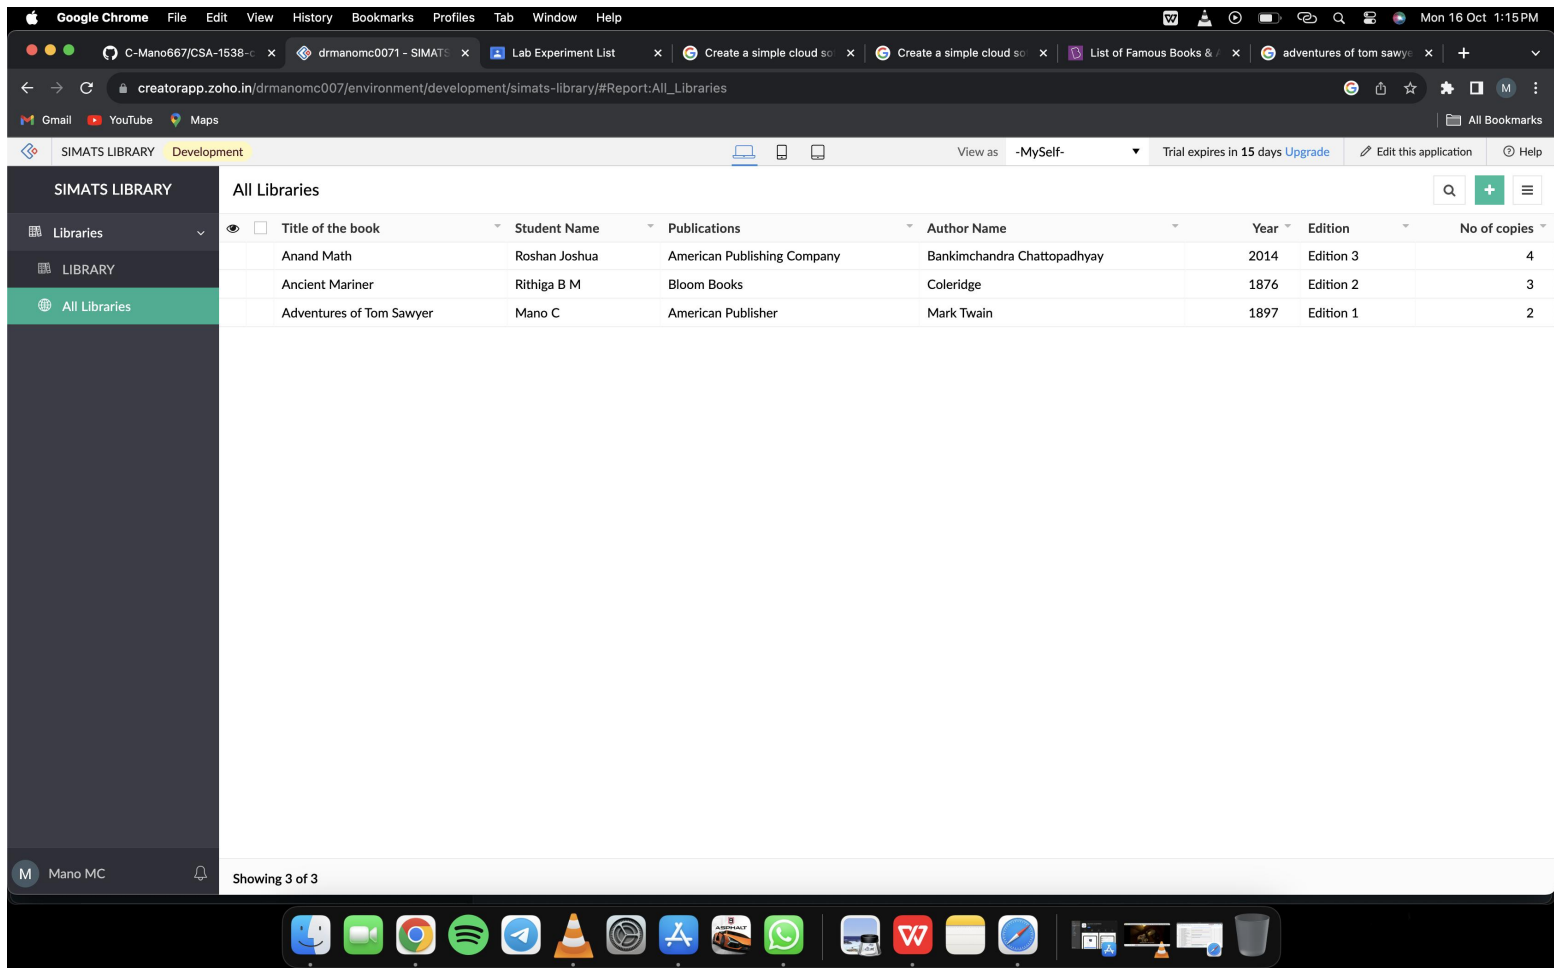 Google Chrome File Edit View History Bookmarks Profiles Tab Window Help Mon 16 Oct 1:15 PM
C-Mano667/CSA-1538-c drmanomc0071 - SIMATS Lab Experiment List Create a simple cloud so Create a simple cloud so List of Famous Books & A adventures of tom sawye
creatorapp.zoho.in/drmanomc007/environment/development/simats-library/#Report:All_Libraries M
Gmail YouTube Maps All Bookmarks
SIMATS LIBRARY Development View as -MySelf- Trial expires in 15 days Upgrade Edit this application Help
SIMATS LIBRARY
Libraries
LIBRARY
All Libraries
All Libraries
Title of the book Student Name Publications Author Name Year Edition No of copies
Anand Math Roshan Joshua American Publishing Company Bankimchandra Chattopadhyay 2014 Edition 3 4
Ancient Mariner Rithiga B M Bloom Books Coleridge 1876 Edition 2 3
Adventures of Tom Sawyer Mano C American Publisher Mark Twain 1897 Edition 1 2
M Mano MC
Showing 3 of 3
ASPHALT